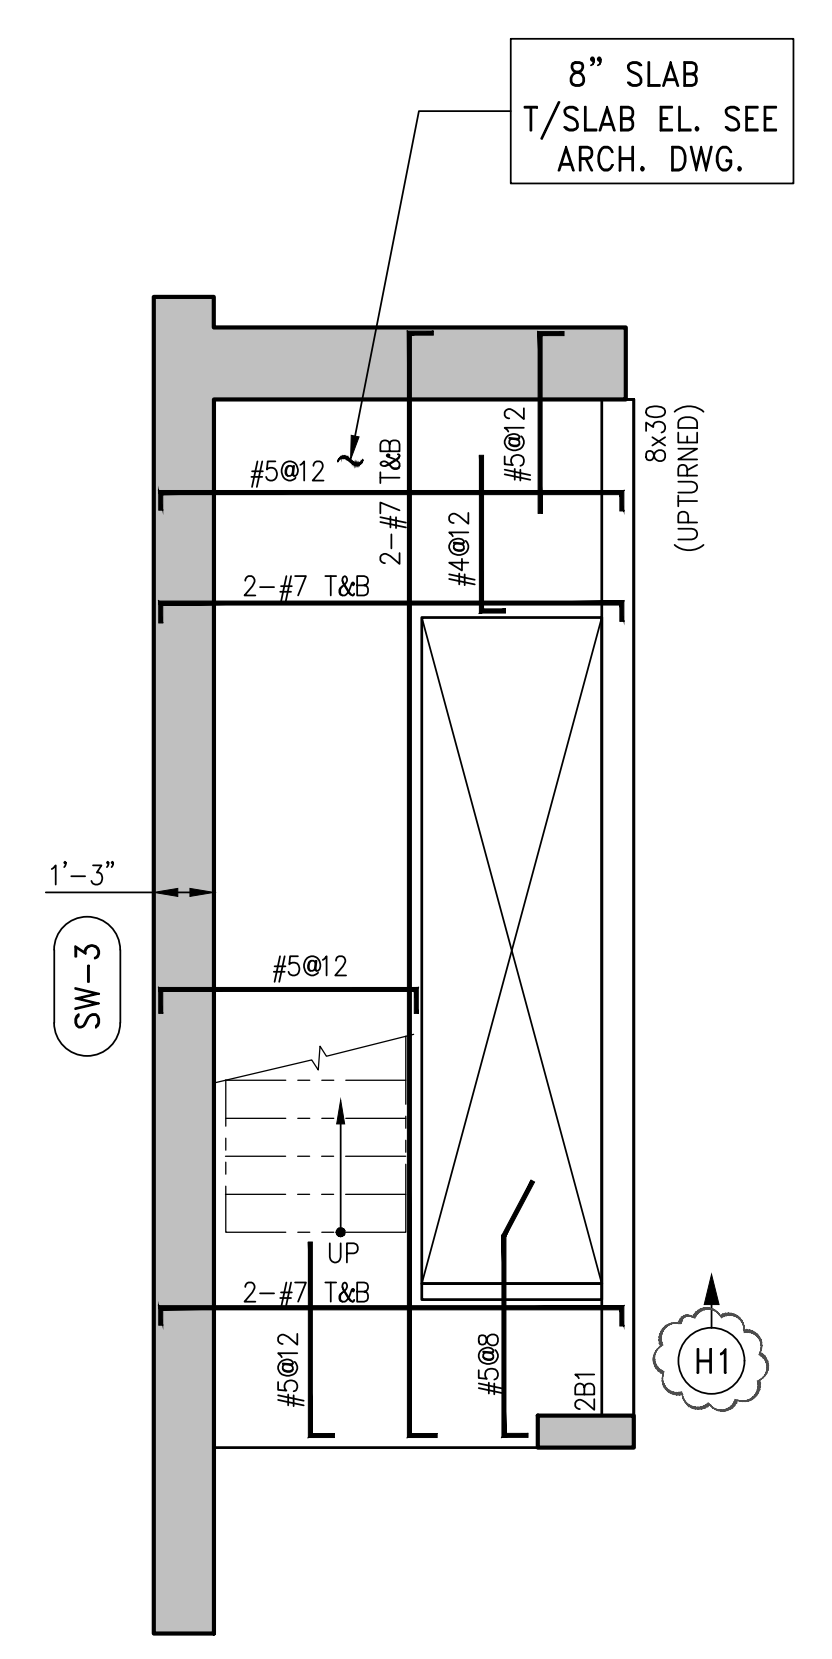 8” SLAB
T/SLAB EL. SEE
ARCH. DWG.
8x30
(UPTURNED)
#5@12
#5@12
2-#7 T&B
#4@12
2-#7 T&B
1'-3”
SW-3
#5@12
UP
2-#7 T&B
#5@12
#5@8
2B1
H1